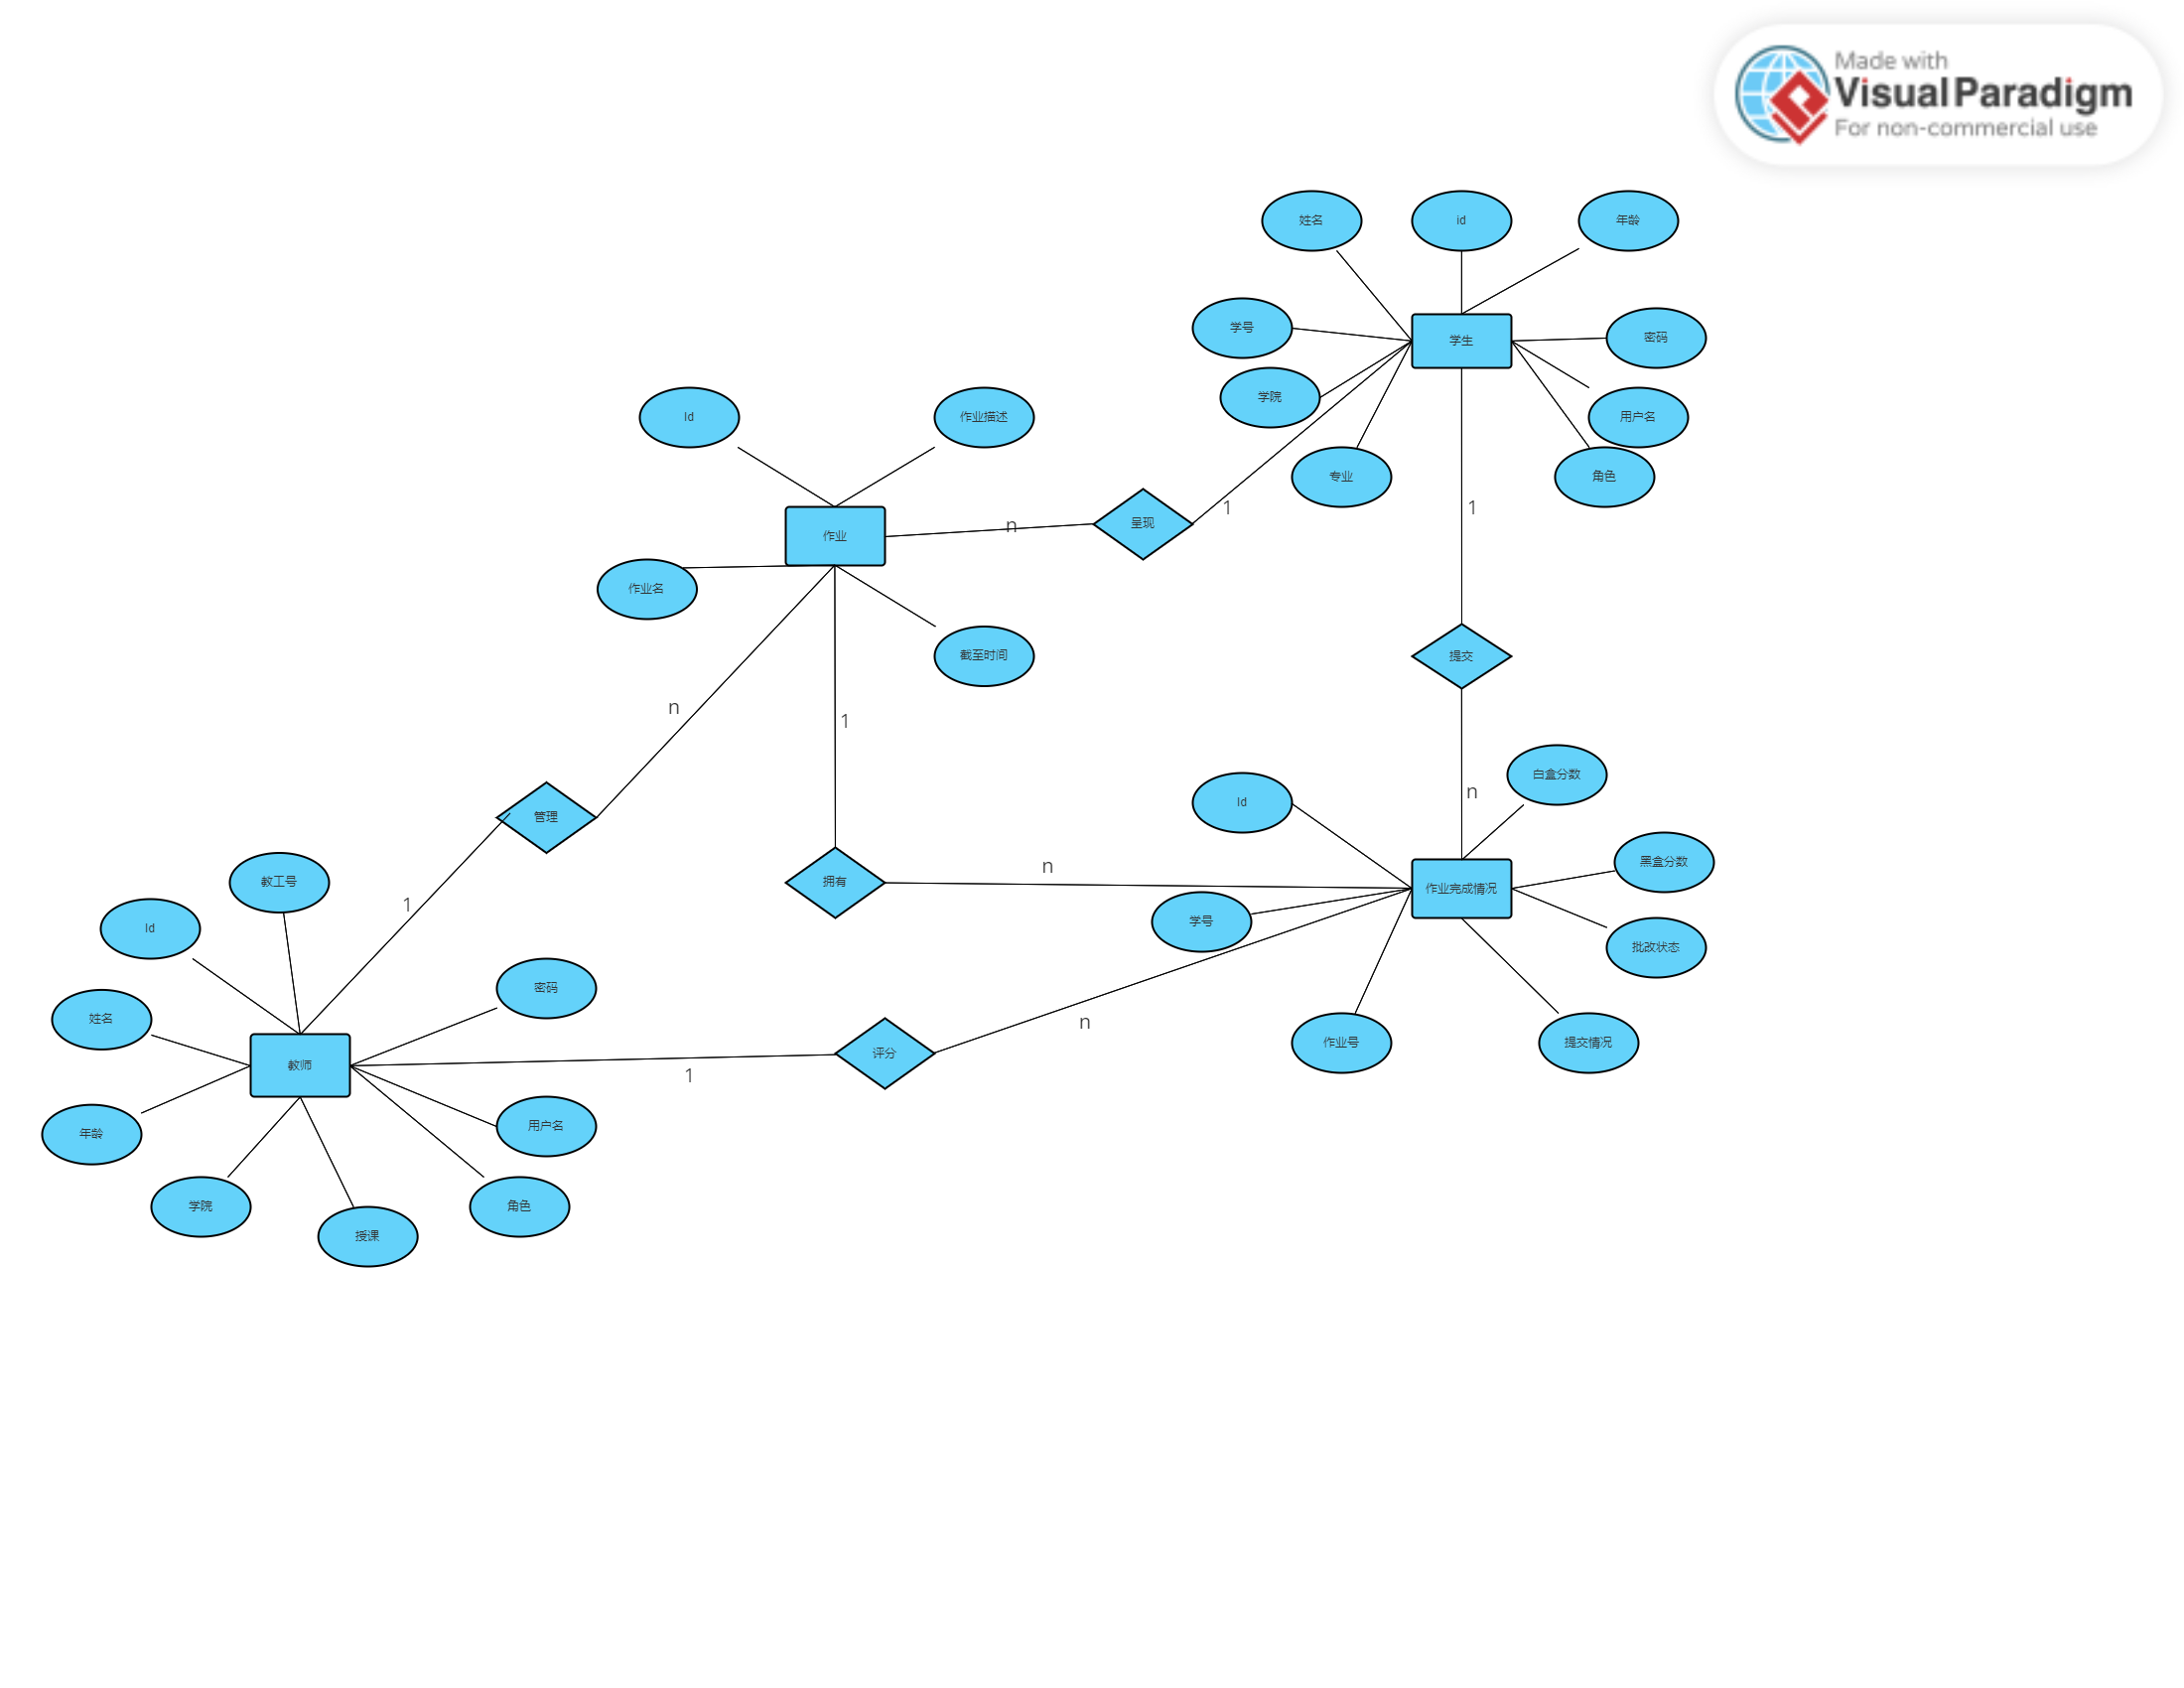 Made with
Visual Paradigm
For non-commercial use
姓名
id
年龄
学号
学生
密码
学院
用户名
专业
角色
Id
作业描述
作业
n
呈现
1
1
作业名
截至时间
提交
n
1
管理
拥有
n
n
Id
白盒分数
黑盒分数
作业完成情况
学号
批改状态
作业号
提交情况
n
教工号
1
Id
姓名
密码
教师
1
评分
年龄
用户名
学院
授课
角色